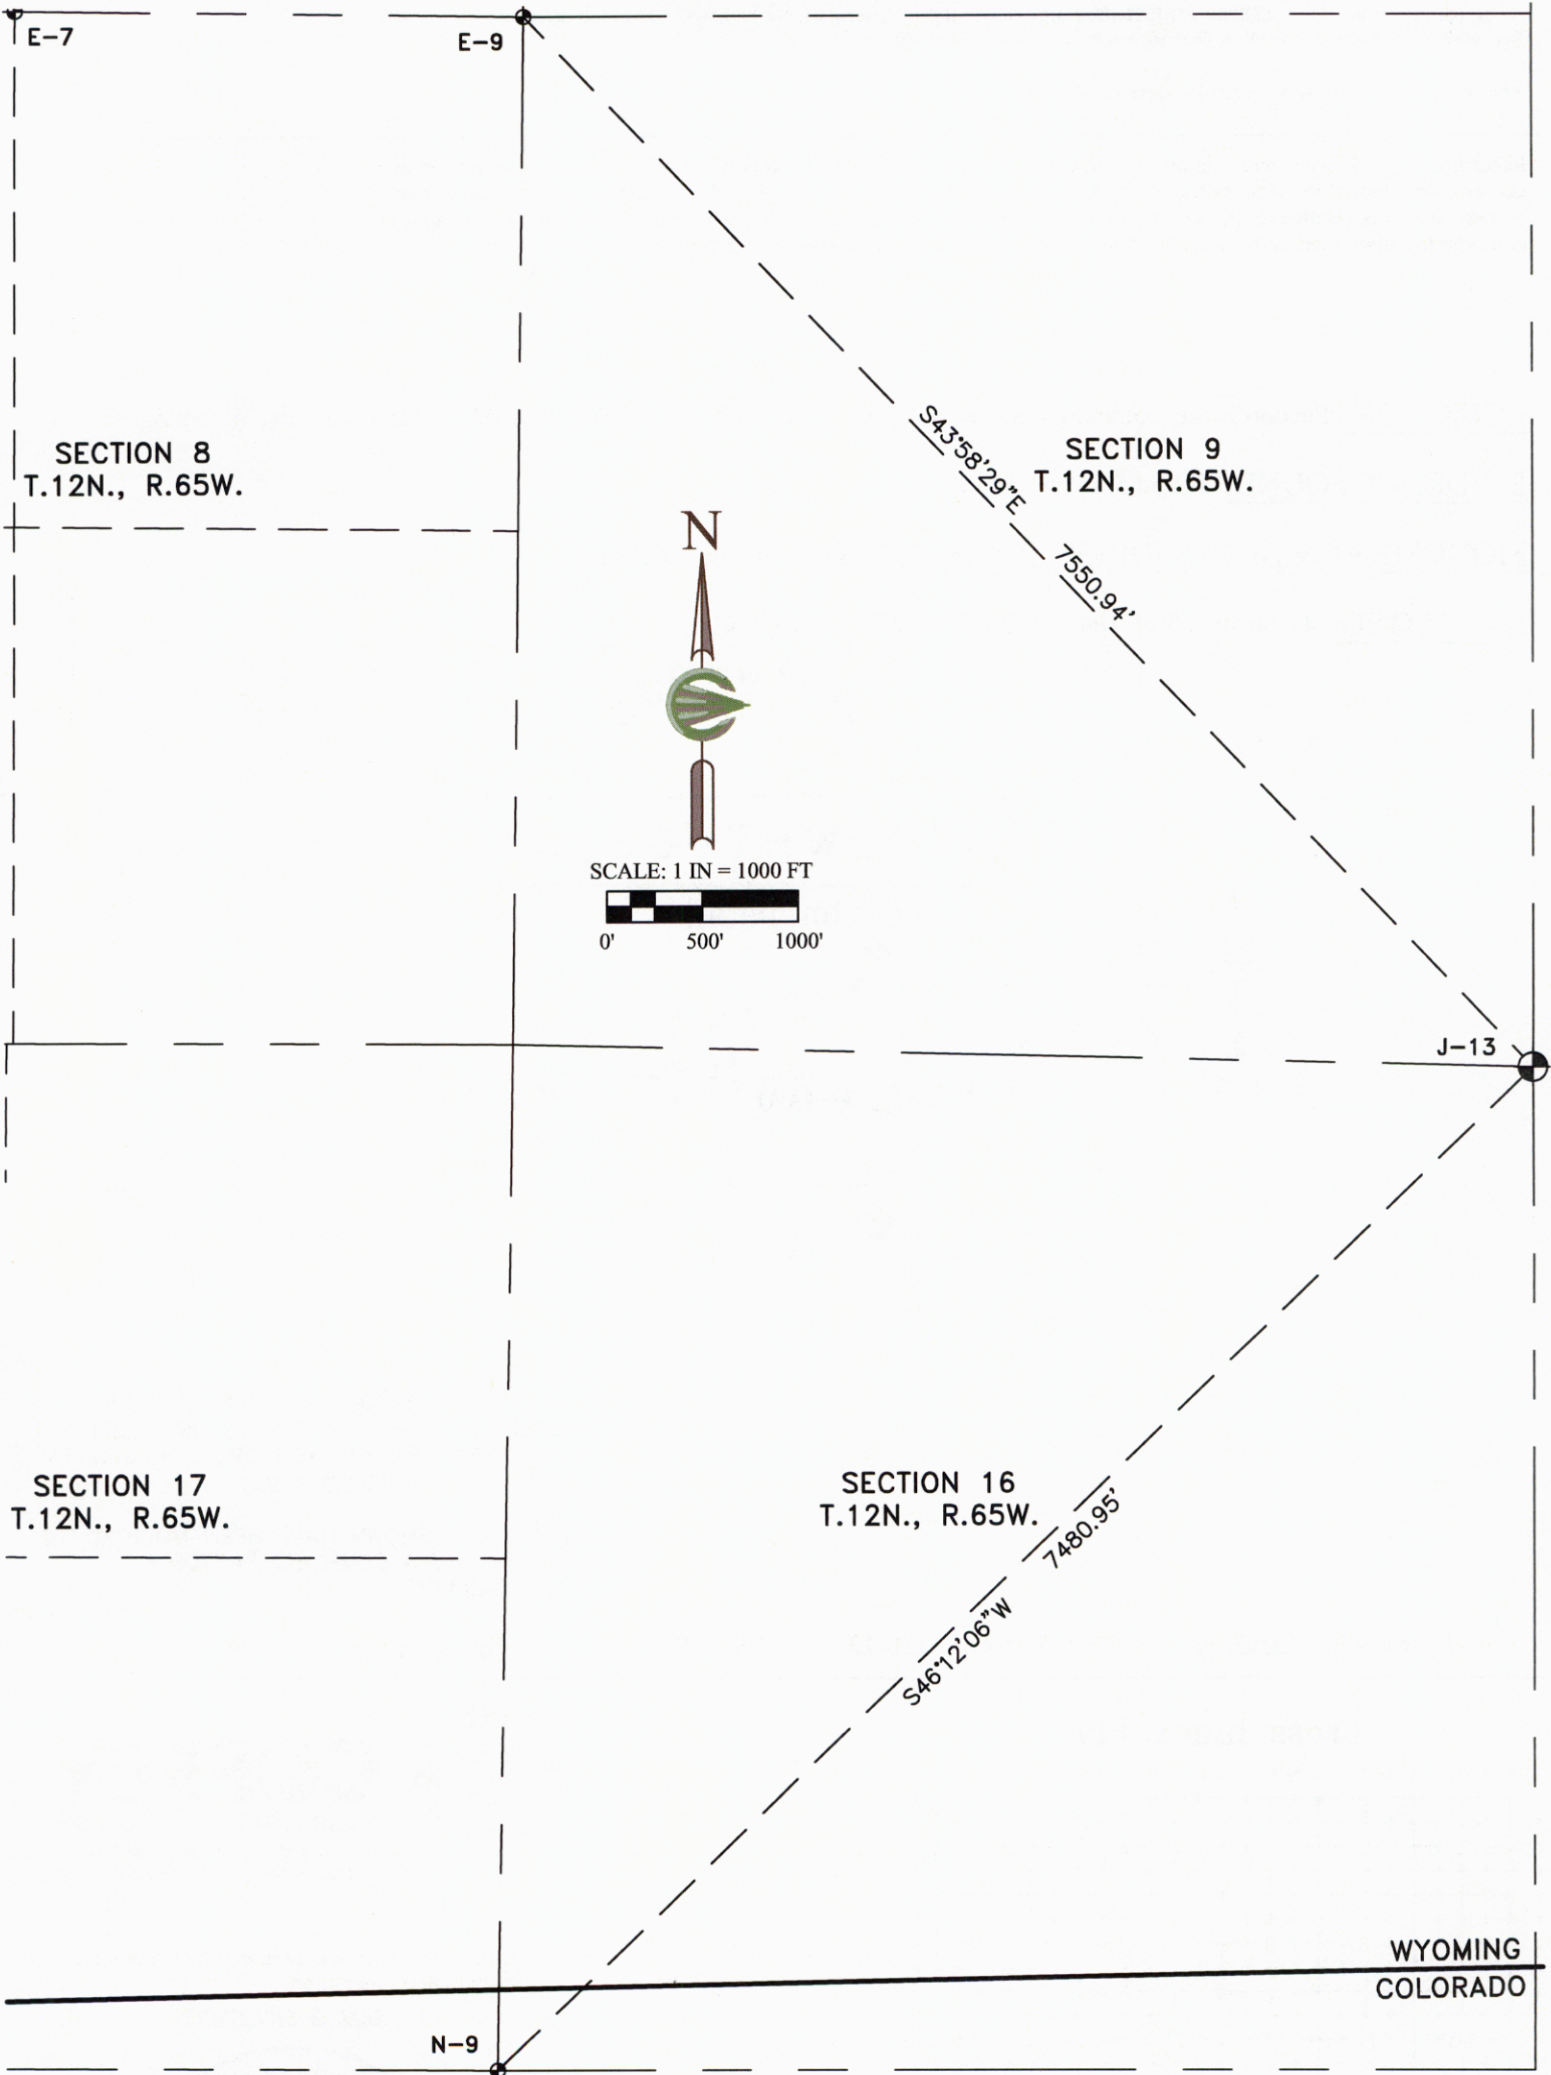 E-7
E-9
SECTION 8
T.12N., R.65W.
SECTION 9
T.12N., R.65W.
S43°58'29"E
7550.94'
N
SCALE: 1 IN = 1000 FT
0' 500' 1000'
J-13
SECTION 17
T.12N., R.65W.
SECTION 16
T.12N., R.65W.
7480.95'
S46°12'06"W
WYOMING
COLORADO
N-9